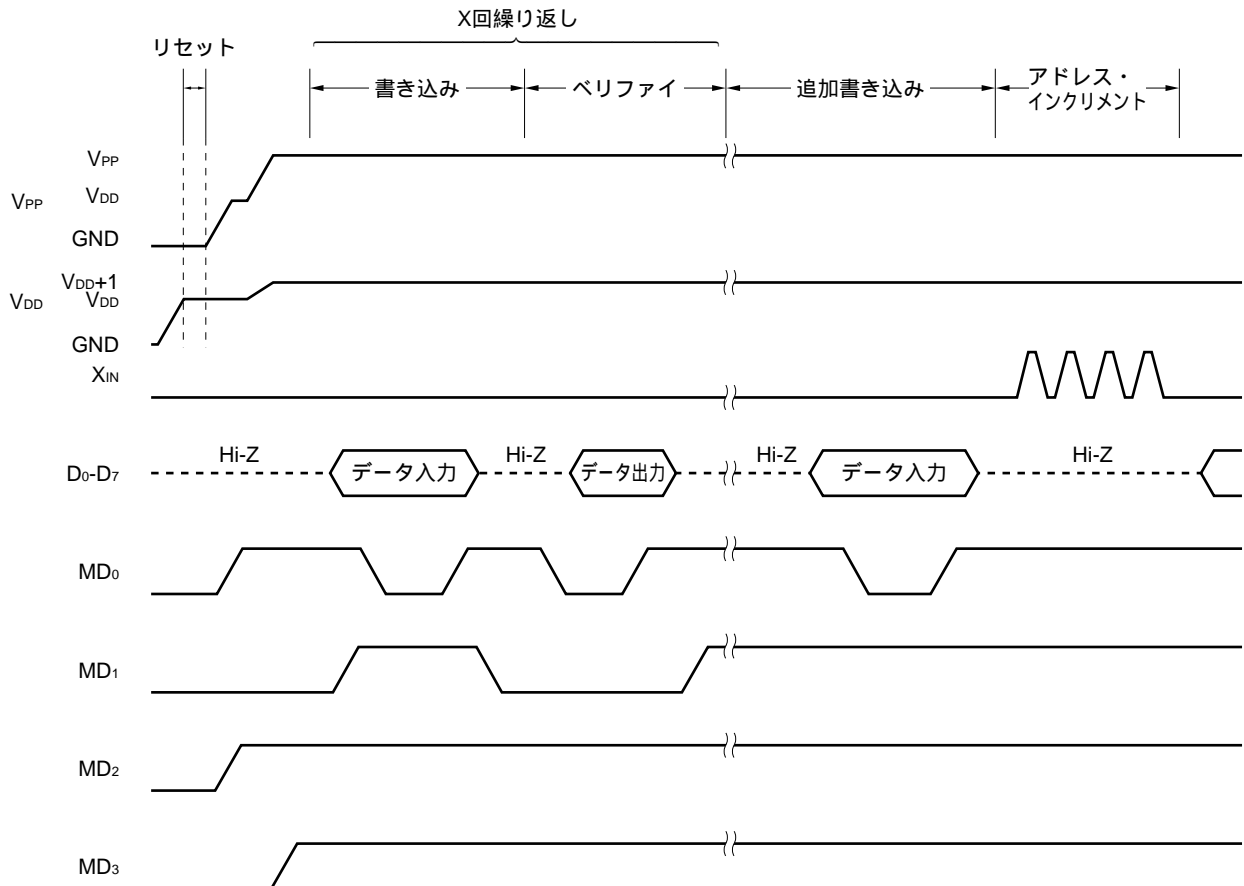 X回繰り返し
リセット
書き込み
ベリファイ
追加書き込み
アドレス・
インクリメント
VPP
VPP
VDD
GND
VDD
VDD+1
VDD
GND
XIN
D0-D7
Hi-Z
データ入力
Hi-Z
データ出力
Hi-Z
データ入力
Hi-Z
MD0
MD1
MD2
MD3